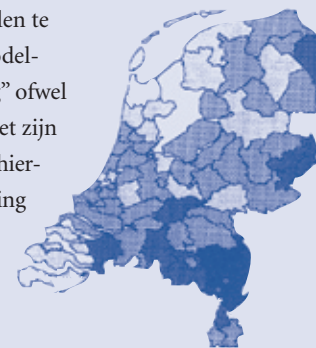 len te
odel-
” ofwel
et zijn
hier-
ing